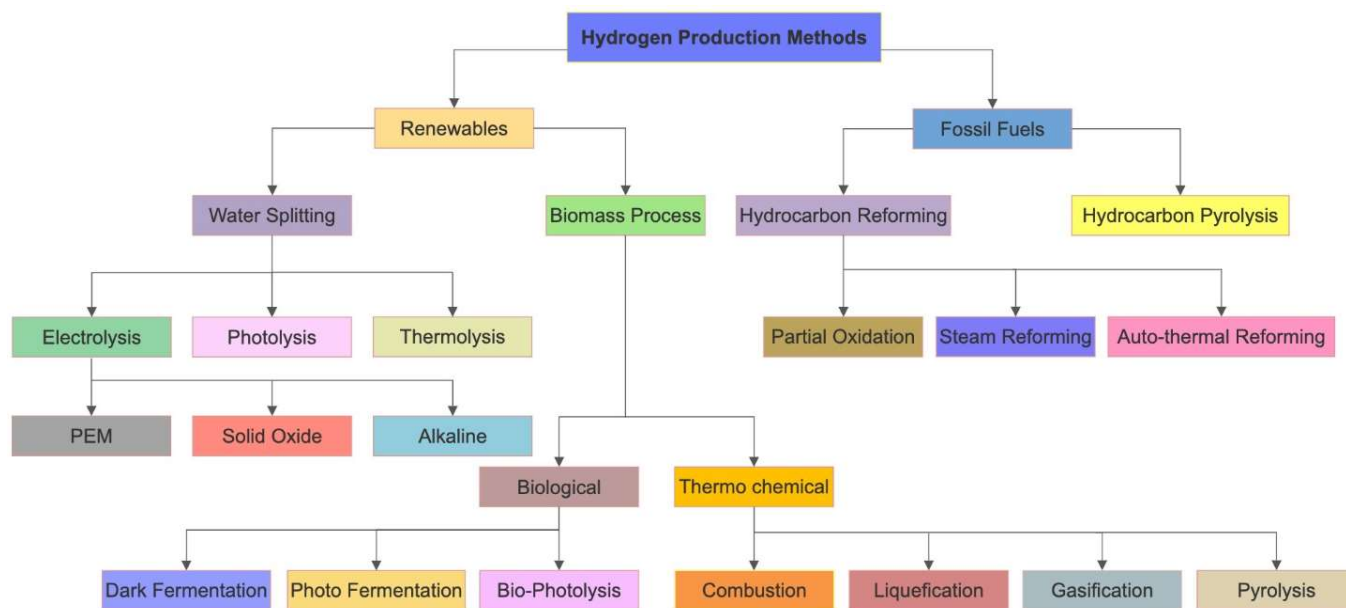 Hydrogen Production Methods
Renewables
Fossil Fuels
Water Splitting
Biomass Process
Hydrocarbon Reforming
Hydrocarbon Pyrolysis
Electrolysis
Photolysis
Thermolysis
Partial Oxidation
Steam Reforming
Auto-thermal Reforming
PEM
Solid Oxide
Alkaline
Biological
Thermo chemical
Dark Fermentation
Photo Fermentation
Bio-Photolysis
Combustion
Liquefication
Gasification
Pyrolysis